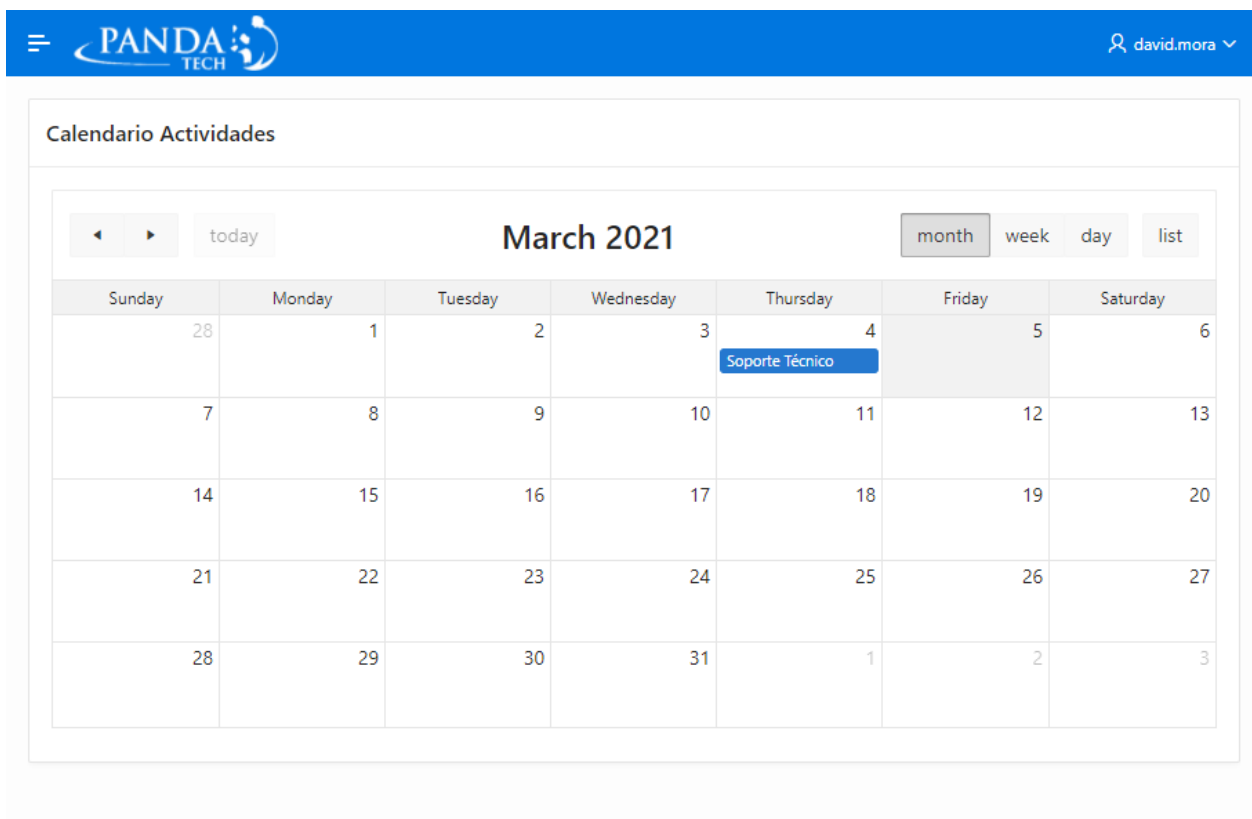 PANDA
TECH
david.mora
Calendario Actividades
today
March 2021
month week day list
Sunday Monday Tuesday Wednesday Thursday Friday Saturday
28 1 2 3 4 5 6
Soporte Técnico
7 8 9 10 11 12 13
14 15 16 17 18 19 20
21 22 23 24 25 26 27
28 29 30 31 1 2 3